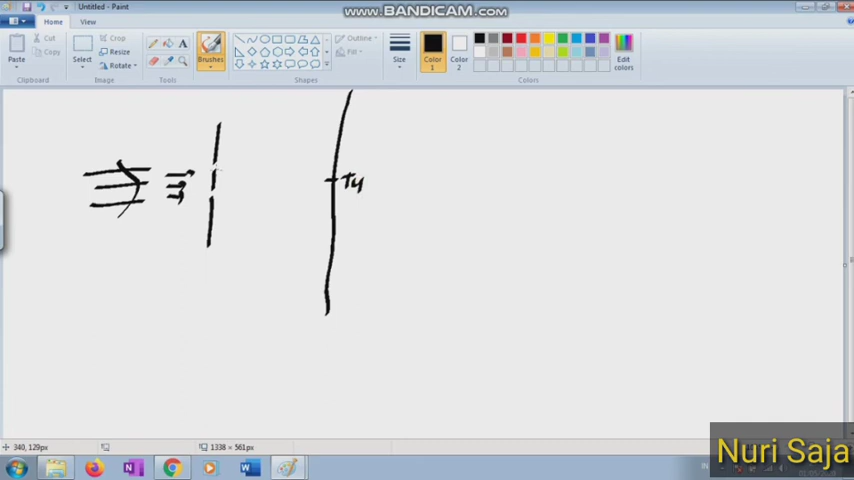 Untitled - Paint
WWW.BANDICAM.COM
Home
View
Paste
Cut
Copy
Clipboard
Select
Crop
Resize
Rotate
Image
Tools
Brushes
Shapes
Outline
Fill
Size
Color
1
Color
2
Edit
colors
Colors
340, 129px
1338 × 561px
Nuri Saja
IN